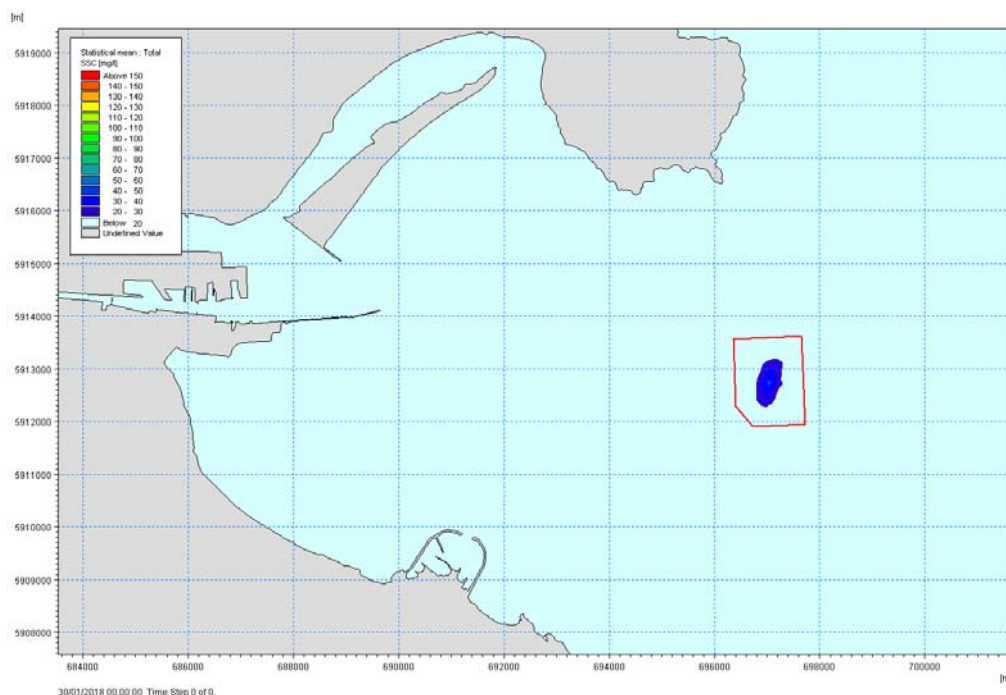 [m]
5919000
5918000
5917000
5916000
5915000
5914000
5913000
5912000
5911000
5910000
5909000
5908000
Statistical mean : Total
SSC [mg/l]
Above 150
140 - 150
130 - 140
120 - 130
110 - 120
100 - 110
90 - 100
80 - 90
70 - 80
60 - 70
50 - 60
40 - 50
30 - 40
20 - 30
Below 20
Undefined Value
684000 686000 688000 690000 692000 694000 696000 698000 700000
30/01/2018 00:00:00 Time Step 0 of 0.